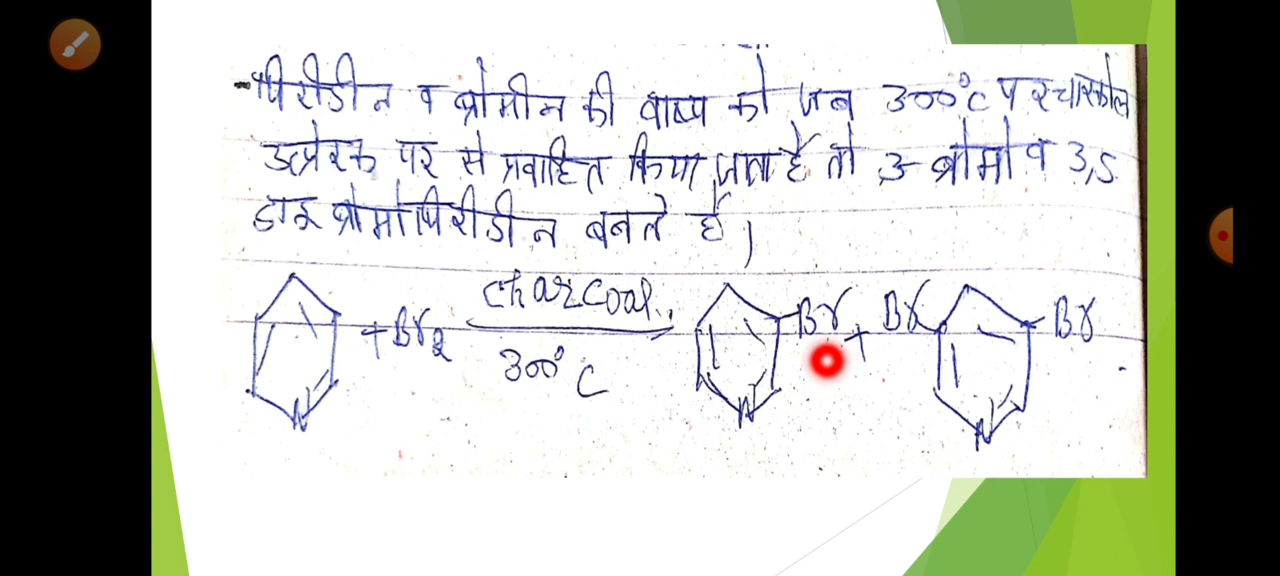 -पिरीडीन व ब्रोमीन की वाष्प को जब 300°C पर चारकोल
उत्प्रेरक पर से प्रवाहित किया जाता हैं तो 3- ब्रोमो व 3,5
डाइ ब्रोमोपिरीडीन बनते हैं।
+Br2 charcoal 300°C Br + Br Br
N N N